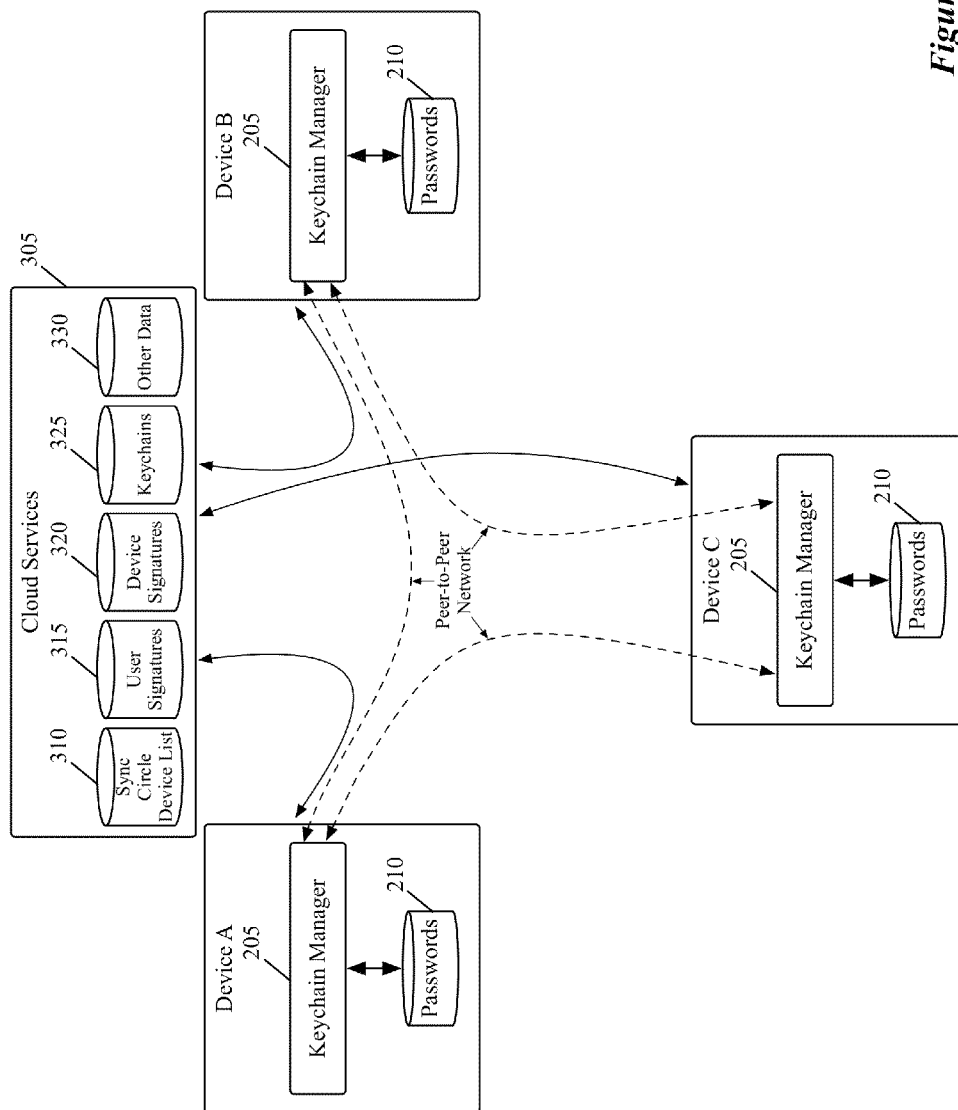 305
Cloud Services
310
315
320
325
330
Sync
Circle
Device List
User
Signatures
Device
Signatures
Keychains
Other Data
Device A
205
Keychain Manager
210
Passwords
Device B
205
Keychain Manager
210
Passwords
Peer-to-Peer
Network
Device C
205
Keychain Manager
210
Passwords